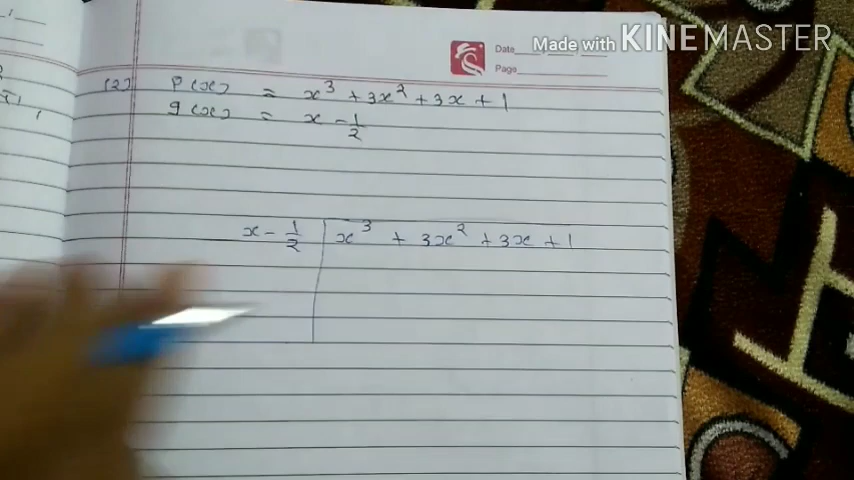 Made with KINEMASTER
Date
Page
(2) P(x) = x³ + 3x² + 3x + 1
g(x) = x - 1/2
x - 1/2 | x³ + 3x² + 3x + 1